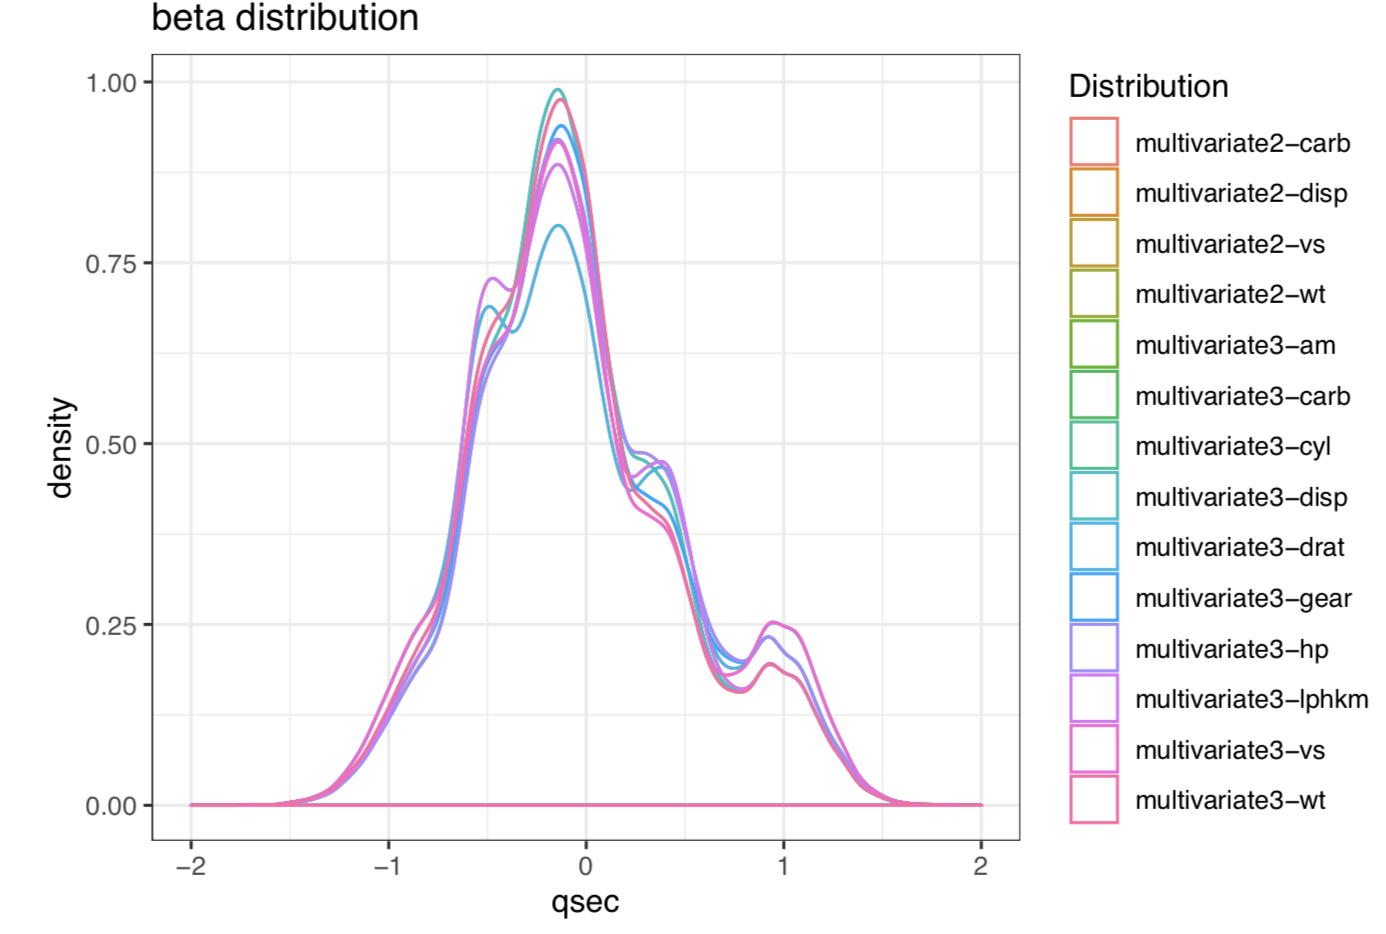 beta distribution
1.00
0.75
0.50
0.25
0.00
density
−2
−1
0
1
2
qsec
Distribution
multivariate2−carb
multivariate2−disp
multivariate2−vs
multivariate2−wt
multivariate3−am
multivariate3−carb
multivariate3−cyl
multivariate3−disp
multivariate3−drat
multivariate3−gear
multivariate3−hp
multivariate3−lphkm
multivariate3−vs
multivariate3−wt